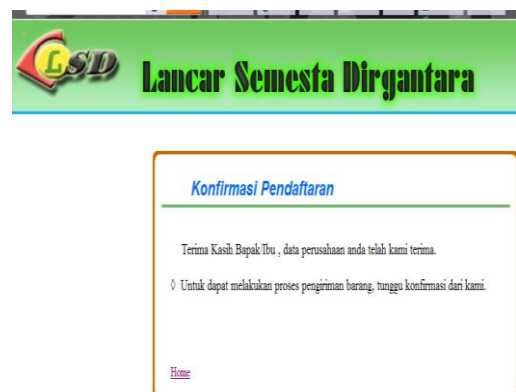 LSD
Lancar Semesta Dirgantara
Konfirmasi Pendaftaran
Terima Kasih Bapak/Ibu , data perusahaan anda telah kami terima.
◊ Untuk dapat melakukan proses pengiriman barang, tunggu konfirmasi dari kami.
Home